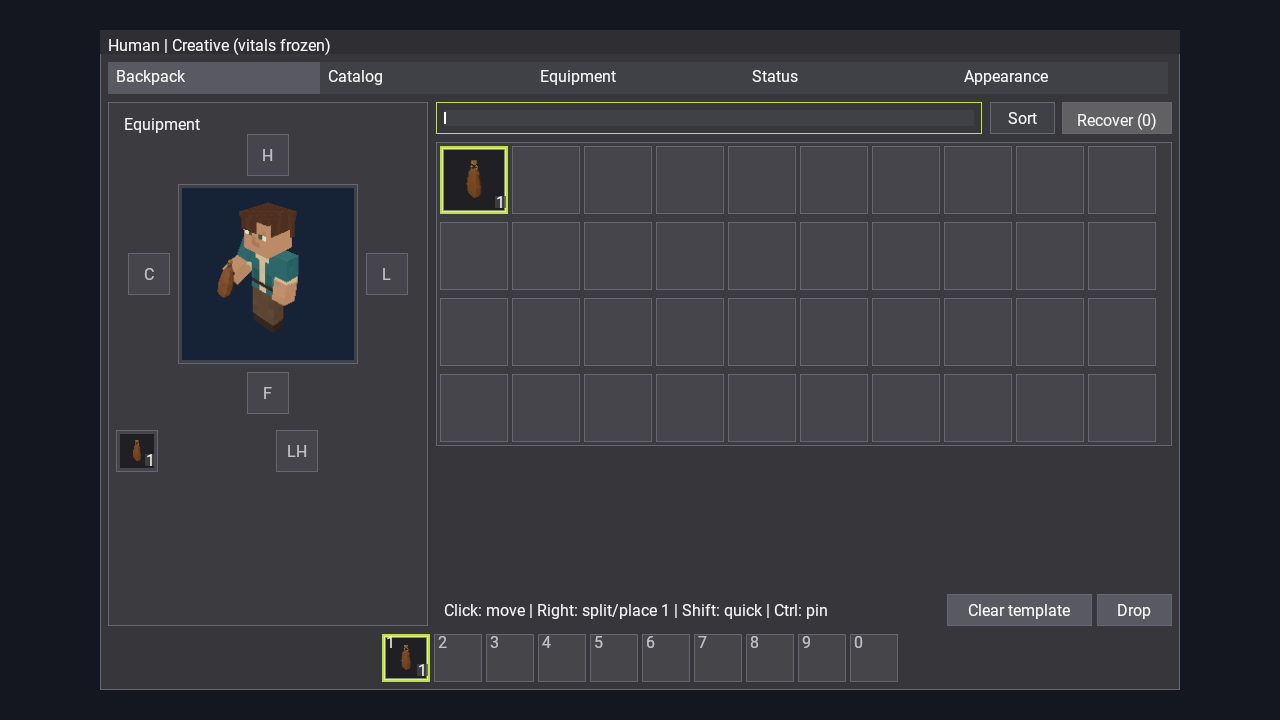 Human | Creative (vitals frozen)
Backpack Catalog Equipment Status Appearance
Equipment
Sort Recover (0)
H
1
C L
F
1 LH
Click: move | Right: split/place 1 | Shift: quick | Ctrl: pin Clear template Drop
1 2 3 4 5 6 7 8 9 0
1